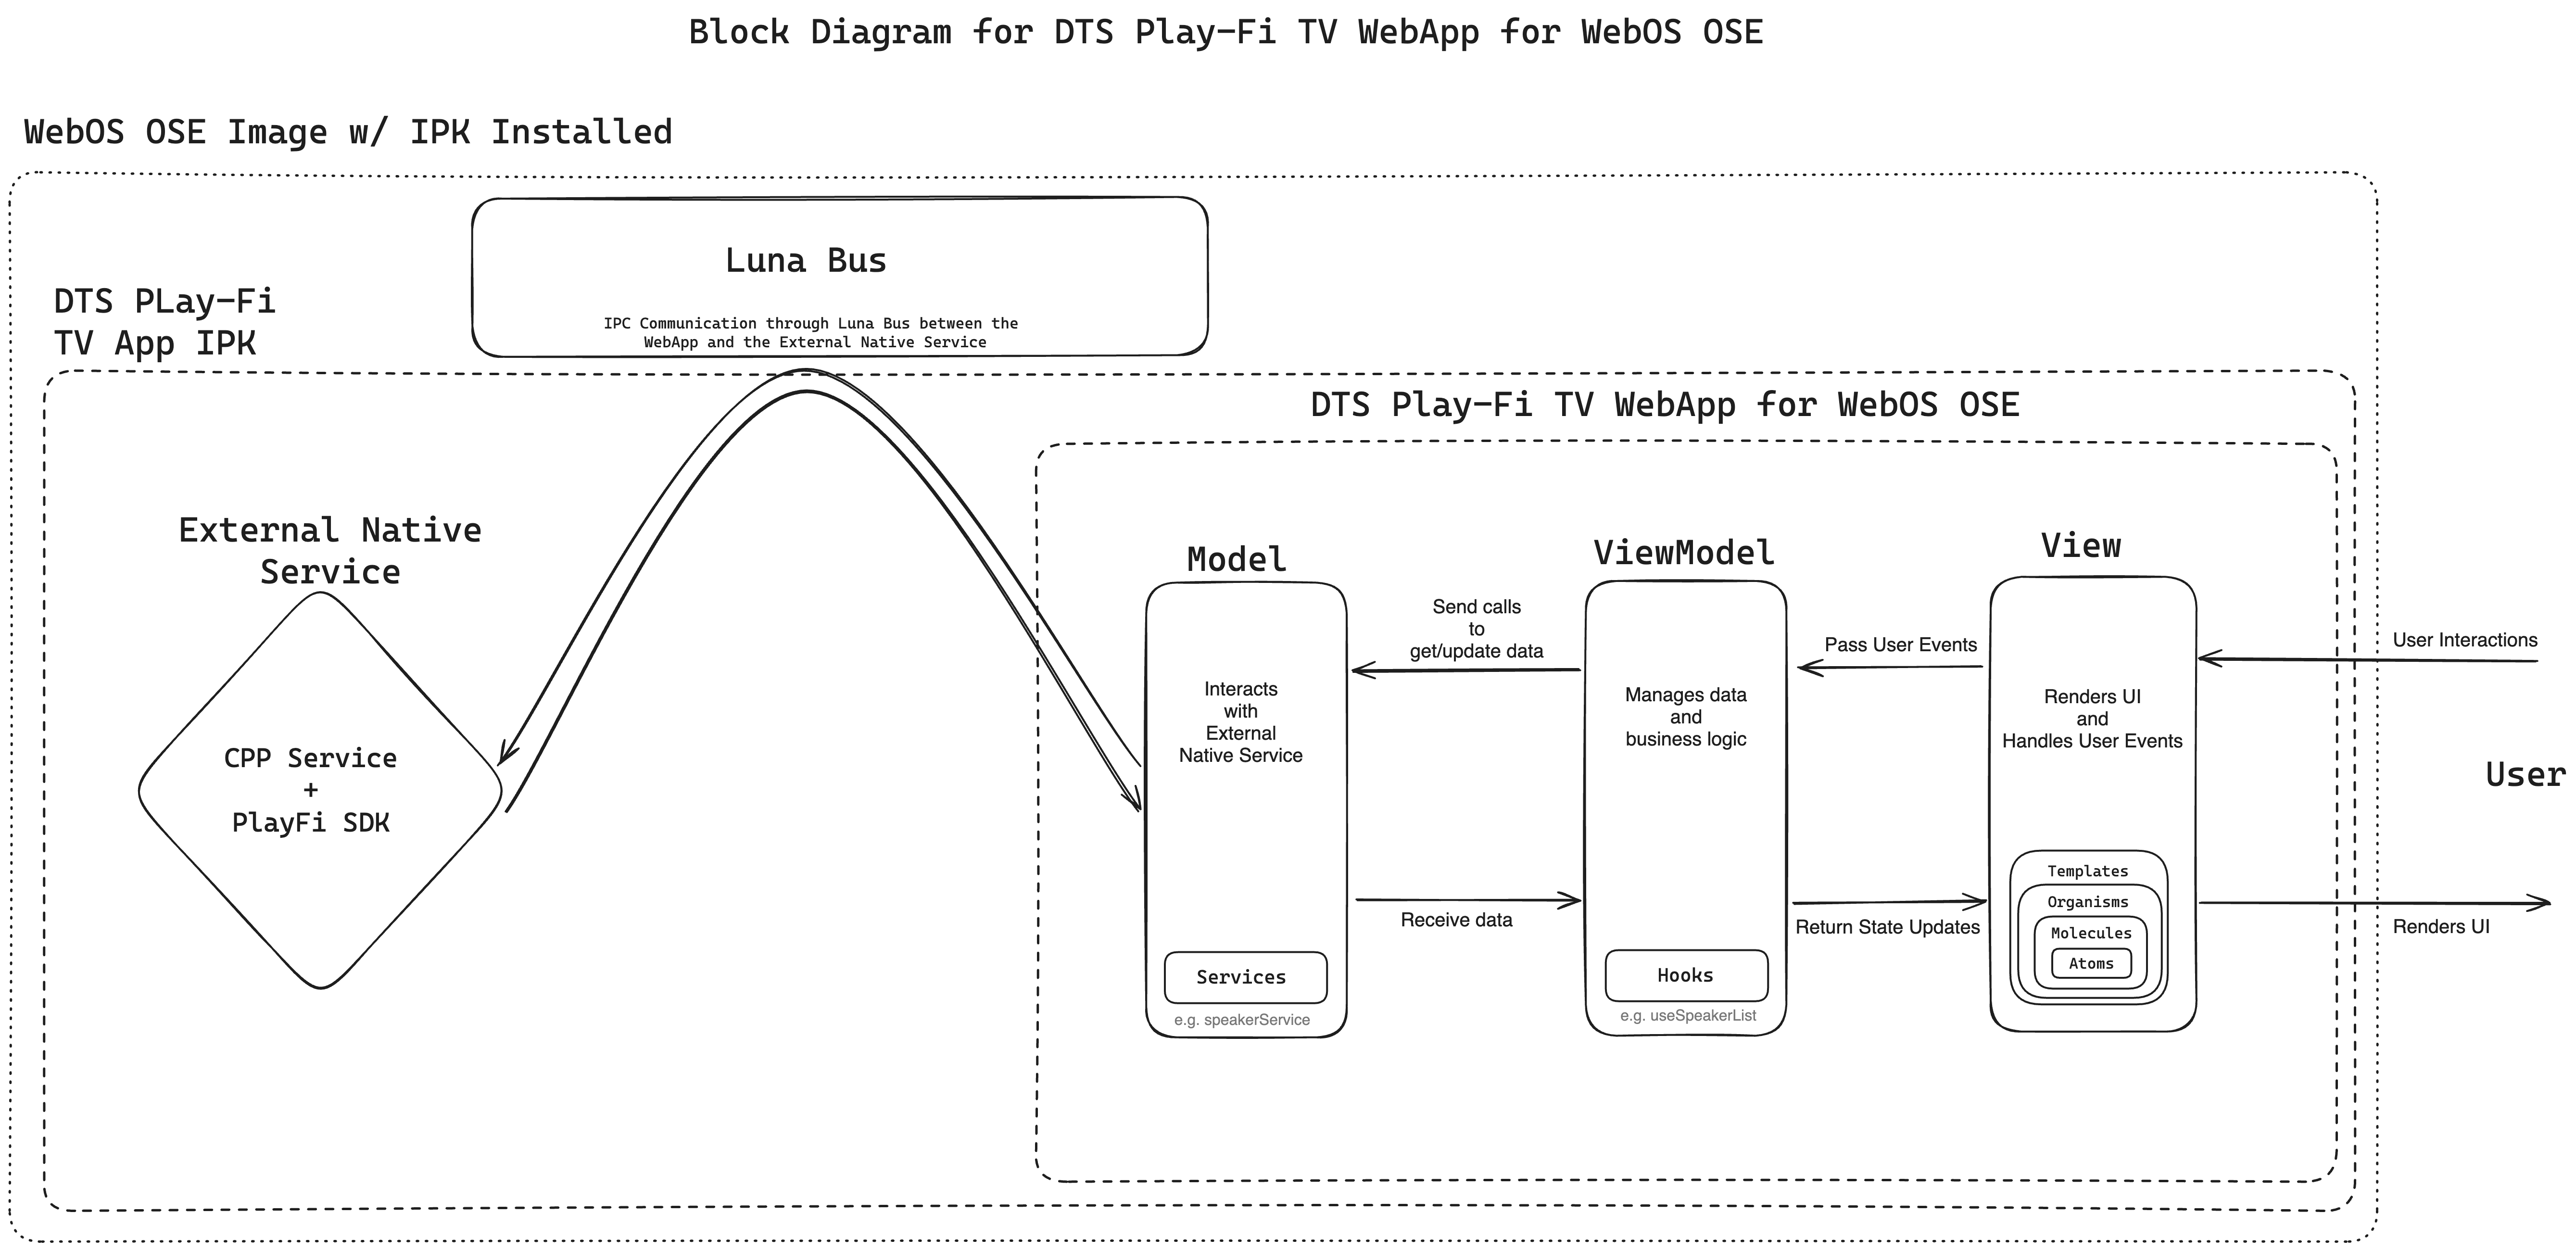 Block Diagram for DTS Play-Fi TV WebApp for WebOS OSE
WebOS OSE Image w/ IPK Installed
Luna Bus
IPC Communication through Luna Bus between the
WebApp and the External Native Service
DTS PLay-Fi
TV App IPK
DTS Play-Fi TV WebApp for WebOS OSE
External Native
Service
CPP Service
+
PlayFi SDK
Model
Interacts
with
External
Native Service
Services
e.g. speakerService
Send calls
to
get/update data
Receive data
ViewModel
Manages data
and
business logic
Hooks
e.g. useSpeakerList
Pass User Events
Return State Updates
View
Renders UI
and
Handles User Events
Templates
Organisms
Molecules
Atoms
User Interactions
User
Renders UI